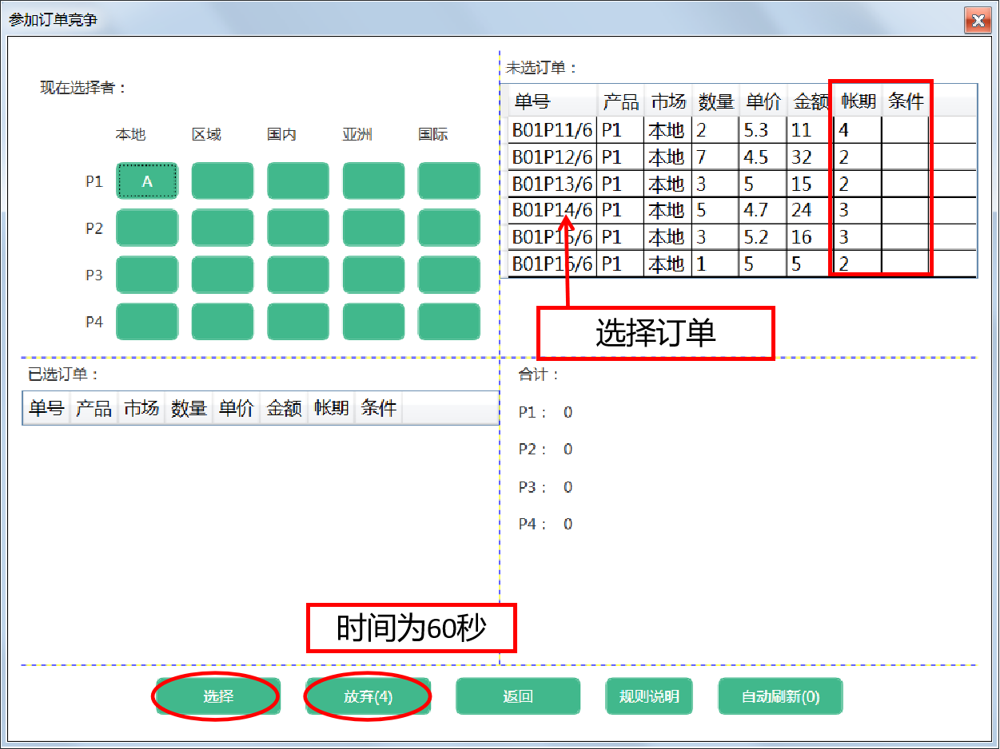 参加订单竞争
现在选择者：
本地 区域 国内 亚洲 国际
P1 A
P2
P3
P4
未选订单：
单号 产品 市场 数量 单价 金额 帐期 条件
B01P11/6 P1 本地 2 5.3 11 4
B01P12/6 P1 本地 7 4.5 32 2
B01P13/6 P1 本地 3 5 15 2
B01P14/6 P1 本地 5 4.7 24 3
B01P15/6 P1 本地 3 5.2 16 3
B01P16/6 P1 本地 1 5 5 2
选择订单
已选订单：
单号 产品 市场 数量 单价 金额 帐期 条件
合计：
P1： 0
P2： 0
P3： 0
P4： 0
时间为60秒
选择 放弃(4) 返回 规则说明 自动刷新(0)